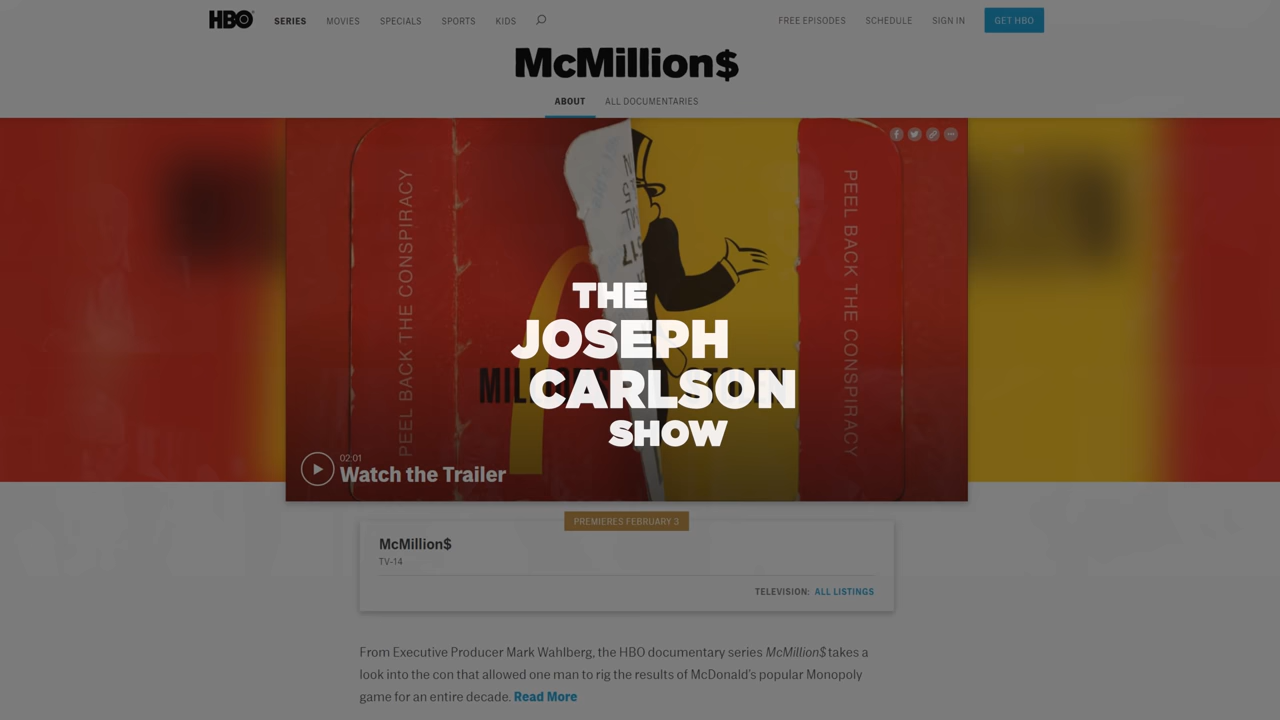 HBO
SERIES
MOVIES
SPECIALS
SPORTS
KIDS
FREE EPISODES
SCHEDULE
SIGN IN
GET HBO
McMillion$
ABOUT
ALL DOCUMENTARIES
PEEL BACK THE CONSPIRACY
PEEL BACK THE CONSPIRACY
THE
JOSEPH
CARLSON
SHOW
02:01
Watch the Trailer
PREMIERES FEBRUARY 3
McMillion$
TV-14
TELEVISION: ALL LISTINGS
From Executive Producer Mark Wahlberg, the HBO documentary series McMillion$ takes a
look into the con that allowed one man to rig the results of McDonald's popular Monopoly
game for an entire decade. Read More